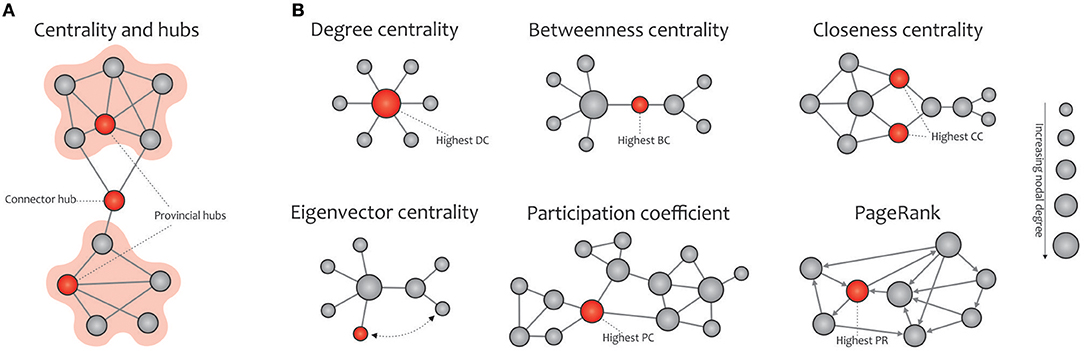 A
Centrality and hubs
Connector hub
Provincial hubs
B
Degree centrality
Highest DC
Betweenness centrality
Highest BC
Closeness centrality
Highest CC
Eigenvector centrality
Participation coefficient
Highest PC
PageRank
Highest PR
Increasing nodal degree